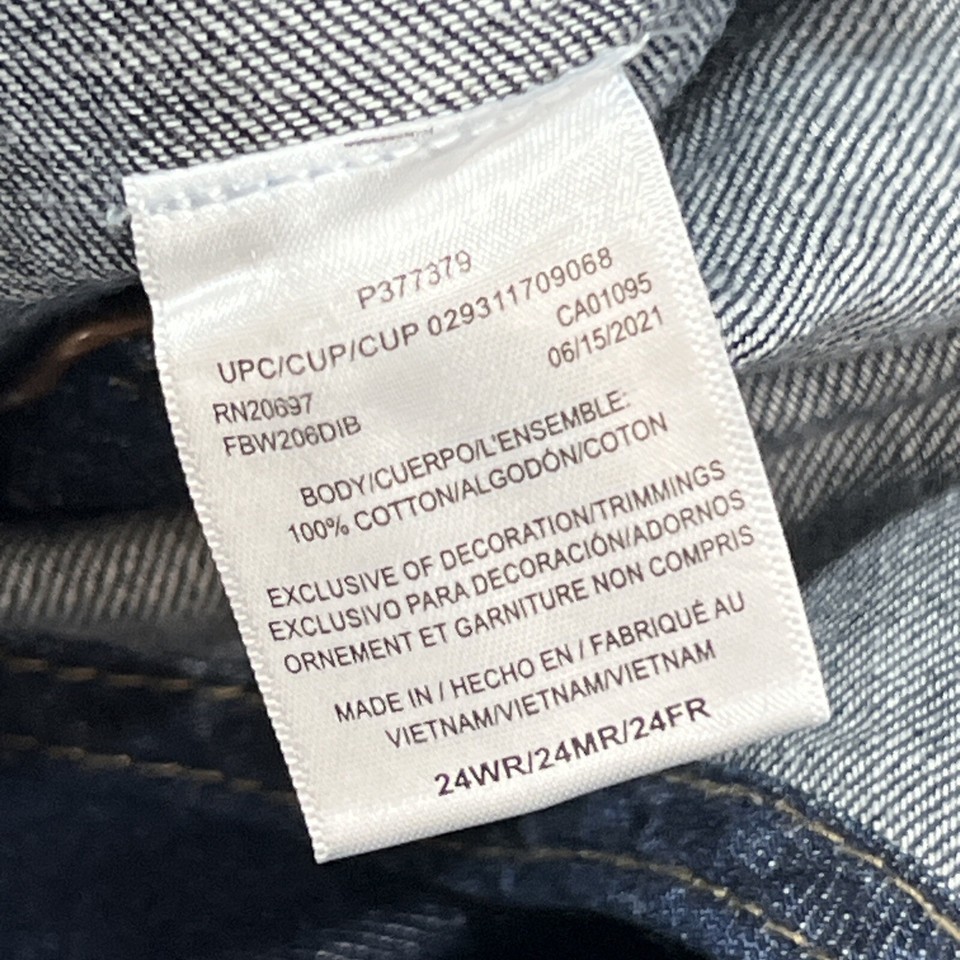 P377379
UPC/CUP/CUP 029311709068
RN20697 CA01095
FBW206DIB 06/15/2021
BODY/CUERPO/L'ENSEMBLE:
100% COTTON/ALGODÓN/COTON
EXCLUSIVE OF DECORATION/TRIMMINGS
EXCLUSIVO PARA DECORACIÓN/ADORNOS
ORNEMENT ET GARNITURE NON COMPRIS
MADE IN / HECHO EN / FABRIQUÉ AU
VIETNAM/VIETNAM/VIETNAM
24WR/24MR/24FR